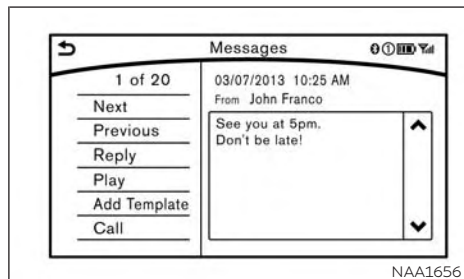 Messages
1
1 of 20
Next
Previous
Reply
Play
Add Template
Call
03/07/2013 10:25 AM
From John Franco
See you at 5pm.
Don't be late!
NAA1656